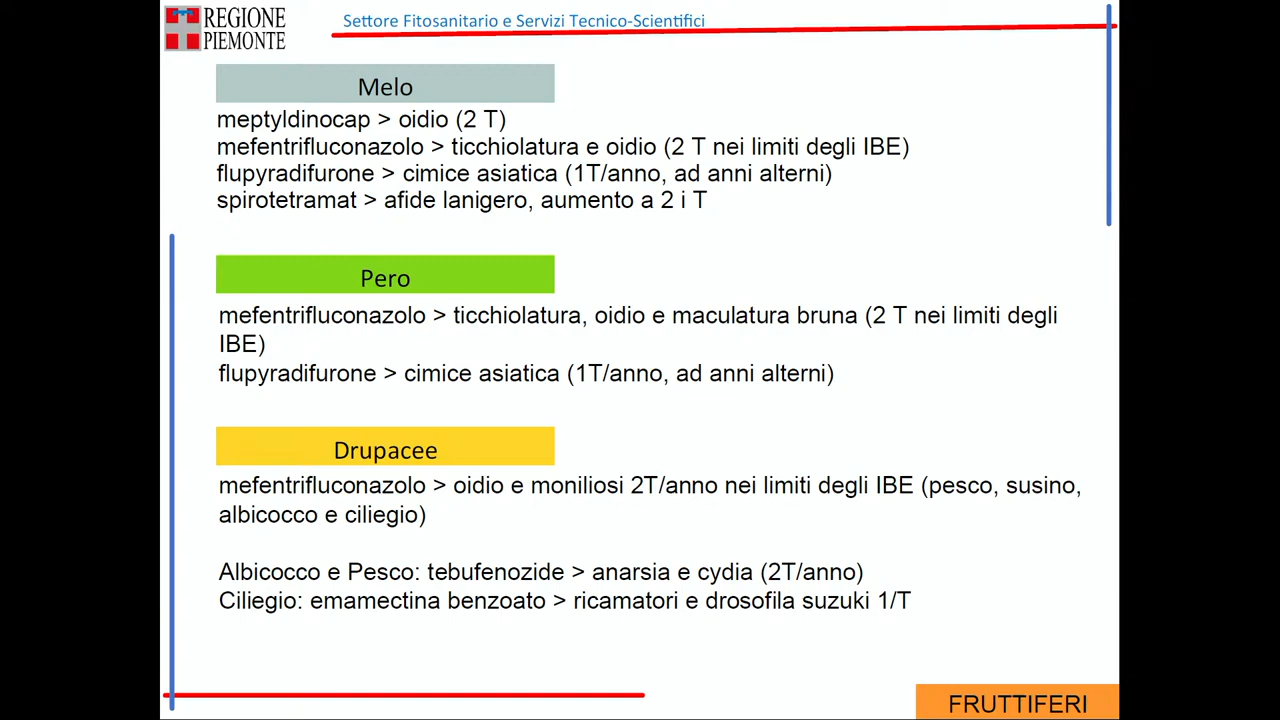 REGIONE
PIEMONTE
Settore Fitosanitario e Servizi Tecnico-Scientifici
Melo
meptyldinocap > oidio (2 T)
mefentrifluconazolo > ticchiolatura e oidio (2 T nei limiti degli IBE)
flupyradifurone > cimice asiatica (1T/anno, ad anni alterni)
spirotetramat > afide lanigero, aumento a 2 i T
Pero
mefentrifluconazolo > ticchiolatura, oidio e maculatura bruna (2 T nei limiti degli
IBE)
flupyradifurone > cimice asiatica (1T/anno, ad anni alterni)
Drupacee
mefentrifluconazolo > oidio e moniliosi 2T/anno nei limiti degli IBE (pesco, susino,
albicocco e ciliegio)
Albicocco e Pesco: tebufenozide > anarsia e cydia (2T/anno)
Ciliegio: emamectina benzoato > ricamatori e drosofila suzuki 1/T
FRUTTIFERI